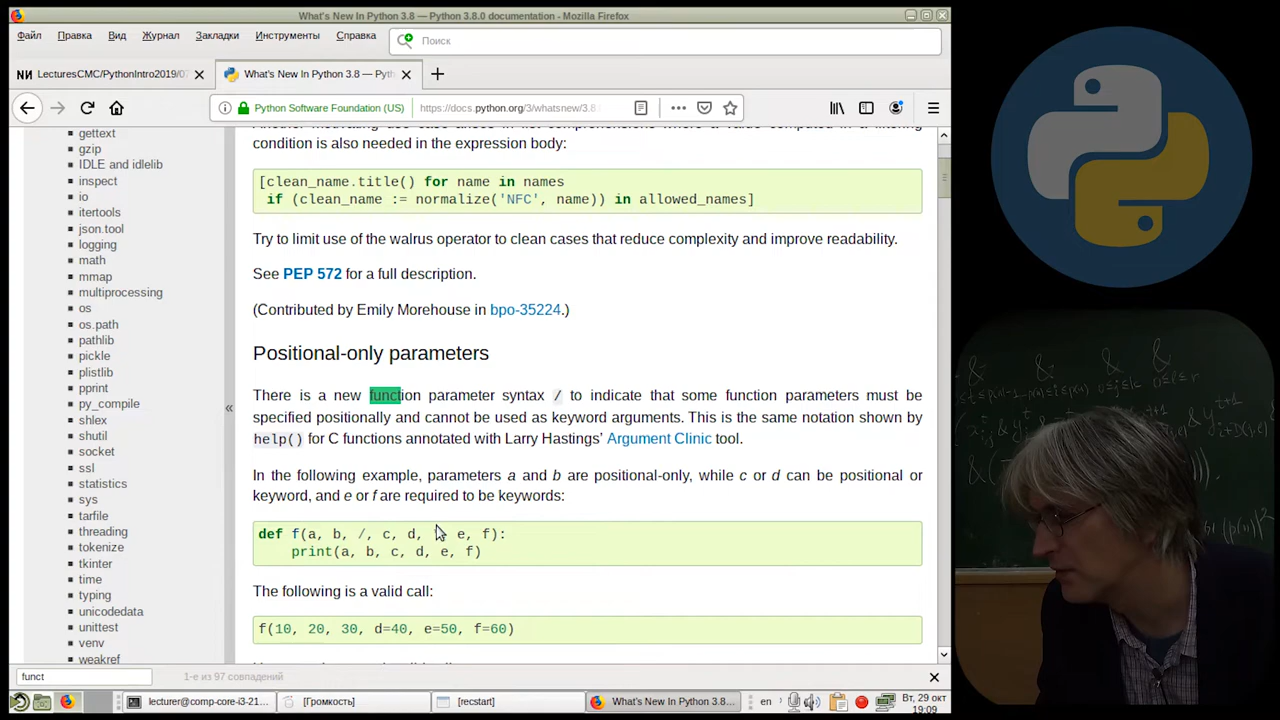 What's New In Python 3.8 — Python 3.8.0 documentation - Mozilla Firefox
Файл Правка Вид Журнал Закладки Инструменты Справка
Поиск
LecturesCMC/PythonIntro2019/07
What's New In Python 3.8 — Pyth
Python Software Foundation (US)
https://docs.python.org/3/whatsnew/3.8
gettext
gzip
IDLE and idlelib
inspect
io
itertools
json.tool
logging
math
mmap
multiprocessing
os
os.path
pathlib
pickle
plistlib
pprint
py_compile
shlex
shutil
socket
ssl
statistics
sys
tarfile
threading
tokenize
tkinter
time
typing
unicodedata
unittest
venv
weakref
«
condition is also needed in the expression body:
[clean_name.title() for name in names
if (clean_name := normalize('NFC', name)) in allowed_names]
Try to limit use of the walrus operator to clean cases that reduce complexity and improve readability.
See PEP 572 for a full description.
(Contributed by Emily Morehouse in bpo-35224.)
Positional-only parameters
There is a new function parameter syntax / to indicate that some function parameters must be
specified positionally and cannot be used as keyword arguments. This is the same notation shown by
help() for C functions annotated with Larry Hastings' Argument Clinic tool.
In the following example, parameters a and b are positional-only, while c or d can be positional or
keyword, and e or f are required to be keywords:
def f(a, b, /, c, d, e, f):
print(a, b, c, d, e, f)
The following is a valid call:
f(10, 20, 30, d=40, e=50, f=60)
funct
1-е из 97 совпадений
lecturer@comp-core-i3-21...
[Громкость]
[recstart]
What's New In Python 3.8...
en
Вт, 29 окт
19:09